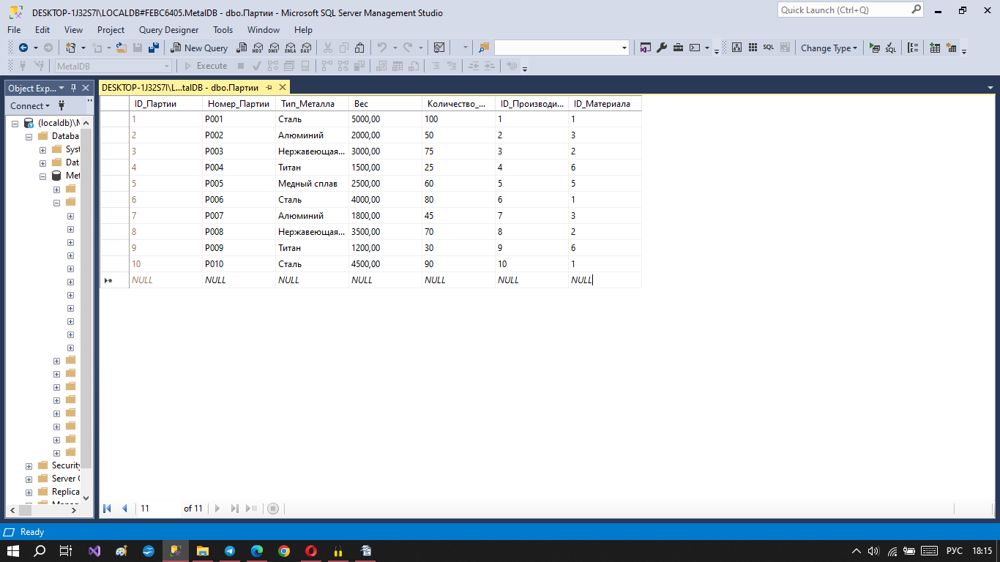 DESKTOP-1J32S7I\LOCALDB#FEBC6405.MetalDB - dbo.Партии - Microsoft SQL Server Management Studio
Quick Launch (Ctrl+Q)
File Edit View Project Query Designer Tools Window Help
New Query MDX DMX XMLA DAX SQL Change Type SQL
MetalDB Execute
Object Exp...
DESKTOP-1J32S7I\L...talDB - dbo.Партии
Connect
ID_Партии Номер_Партии Тип_Металла Вес Количество_... ID_Производи... ID_Материала
1 P001 Сталь 5000,00 100 1 1
2 P002 Алюминий 2000,00 50 2 3
3 P003 Нержавеющая... 3000,00 75 3 2
4 P004 Титан 1500,00 25 4 6
5 P005 Медный сплав 2500,00 60 5 5
6 P006 Сталь 4000,00 80 6 1
7 P007 Алюминий 1800,00 45 7 3
8 P008 Нержавеющая... 3500,00 70 8 2
9 P009 Титан 1200,00 30 9 6
10 P010 Сталь 4500,00 90 10 1
NULL NULL NULL NULL NULL NULL NULL
(localdb)\M
Databa
Syst
Dat
Met
Security
Server
Replica
11 of 11
Ready
РУС 18:15